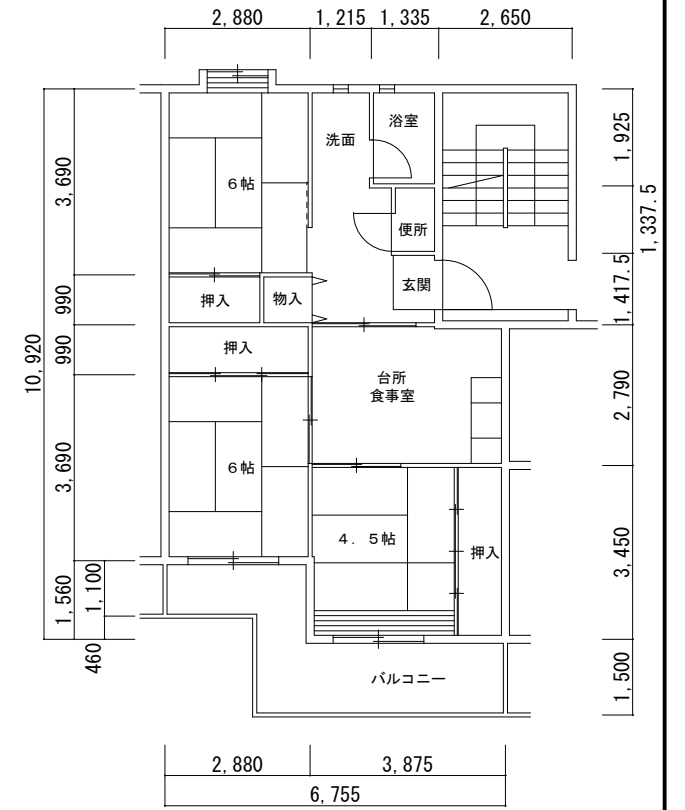 2,880
1,215
1,335
2,650
浴室
洗面
1,925
3,690
6帖
1,337.5
便所
玄関
押入
物入
990
1,417.5
押入
990
10,920
台所
食事室
2,790
3,690
6帖
4.5帖
押入
3,450
1,560
1,100
460
バルコニー
1,500
2,880
3,875
6,755